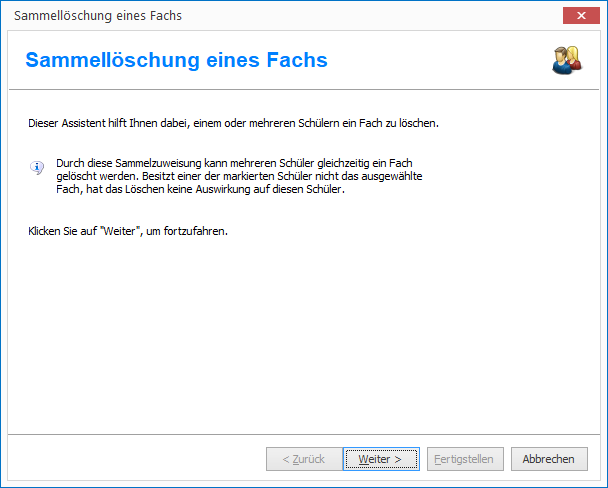 Sammellöschung eines Fachs
Sammellöschung eines Fachs
Dieser Assistent hilft Ihnen dabei, einem oder mehreren Schülern ein Fach zu löschen.
Durch diese Sammelzuweisung kann mehreren Schüler gleichzeitig ein Fach
gelöscht werden. Besitzt einer der markierten Schüler nicht das ausgewählte
Fach, hat das Löschen keine Auswirkung auf diesen Schüler.
Klicken Sie auf "Weiter", um fortzufahren.
< Zurück Weiter > Fertigstellen Abbrechen